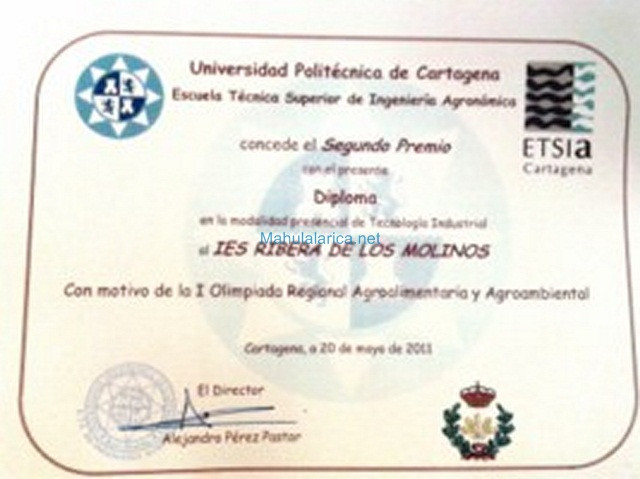 Universidad Politécnica de Cartagena
Escuela Técnica Superior de Ingeniería Agronómica
ETSIa
Cartagena
concede el Segundo Premio
con el presente
Diploma
en la modalidad presencial de Tecnología Industrial
Mahulalarica.net
al IES RIBERA DE LOS MOLINOS
Con motivo de la I Olimpiada Regional Agroalimentaria y Agroambiental
Cartagena, a 20 de mayo de 2011
El Director
Alejandro Pérez Pastor